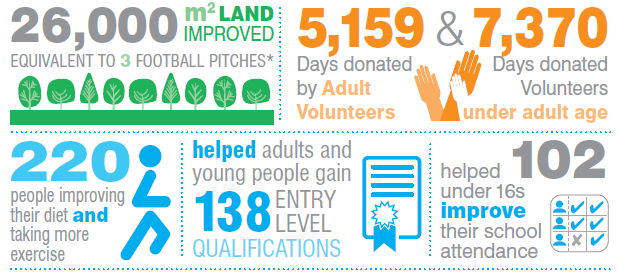 26,000 m² LAND
IMPROVED
EQUIVALENT TO 3 FOOTBALL PITCHES*
5,159 & 7,370
Days donated
by Adult
Volunteers
Days donated
Volunteers
under adult age
220
people improving
their diet and
taking more
exercise
helped adults and
young people gain
138 ENTRY
LEVEL
QUALIFICATIONS
helped 102
under 16s
improve
their school
attendance